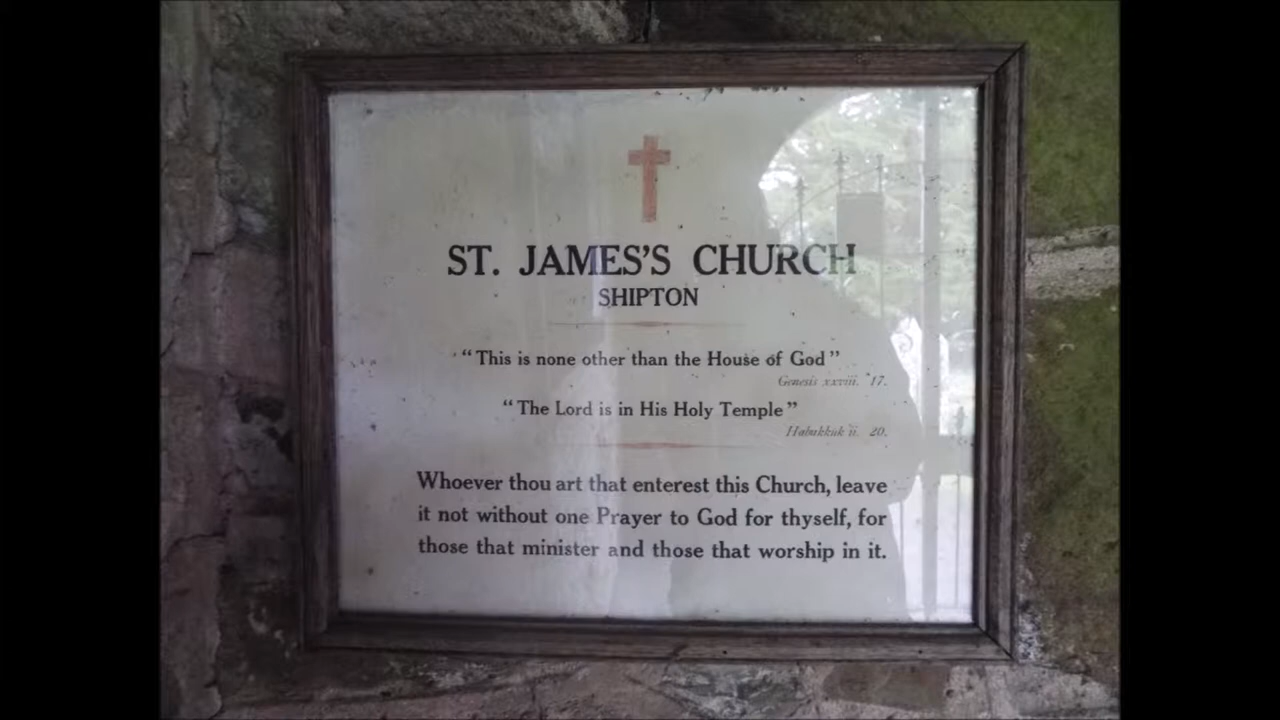 ST. JAMES'S CHURCH
SHIPTON
“This is none other than the House of God”
Genesis xxviii. 17.
“The Lord is in His Holy Temple”
Habakkuk ii. 20.
Whoever thou art that enterest this Church, leave
it not without one Prayer to God for thyself, for
those that minister and those that worship in it.